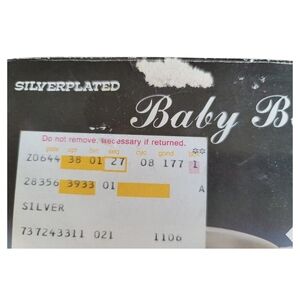 SILVERPLATED
Baby B
Do not remove. Necessary if returned.
Z0644 38 01 27 08 177 1
28356 3933 01 A
SILVER
737243311 021 1106